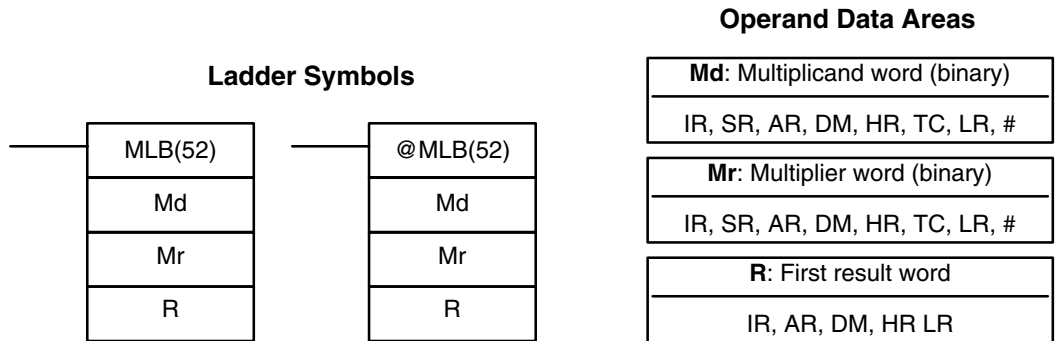 Operand Data Areas
Ladder Symbols
Md: Multiplicand word (binary)
IR, SR, AR, DM, HR, TC, LR, #
MLB(52)
@MLB(52)
Mr: Multiplier word (binary)
Md
Md
IR, SR, AR, DM, HR, TC, LR, #
Mr
Mr
R: First result word
R
R
IR, AR, DM, HR LR